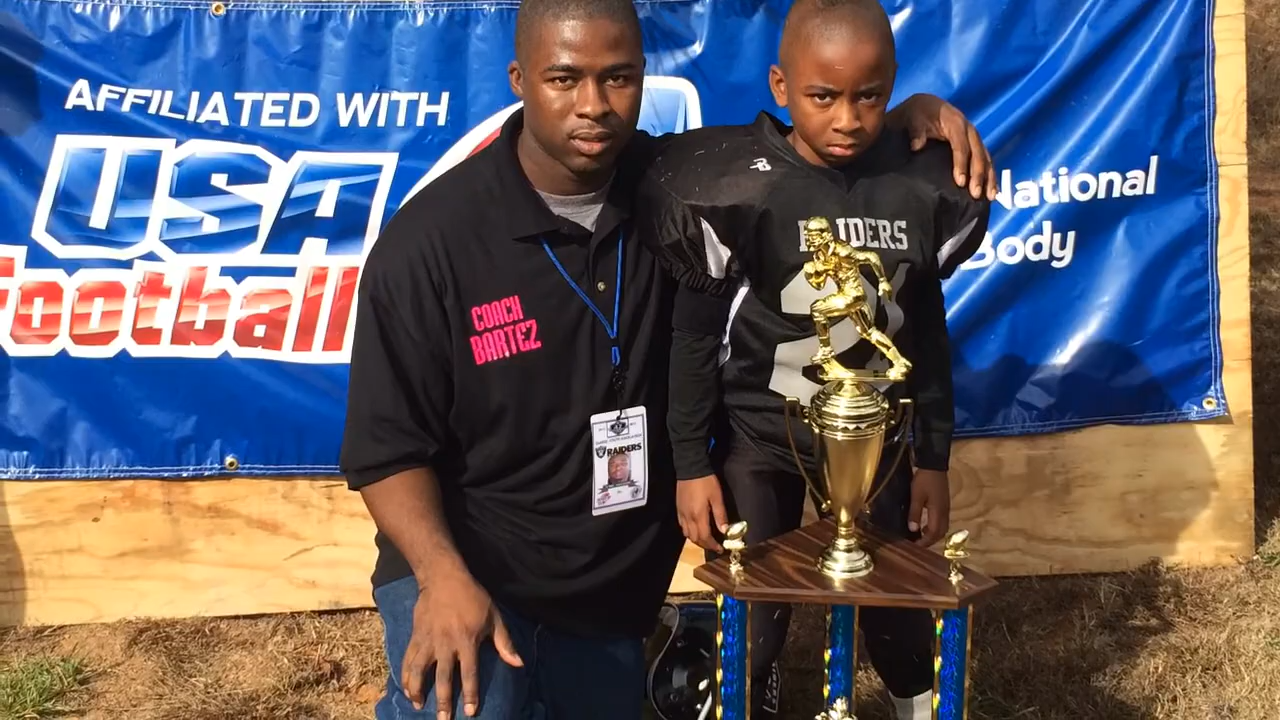 AFFILIATED WITH
USA
Football
National
Body
COACH
BARTEZ
RAIDERS
RAIDERS